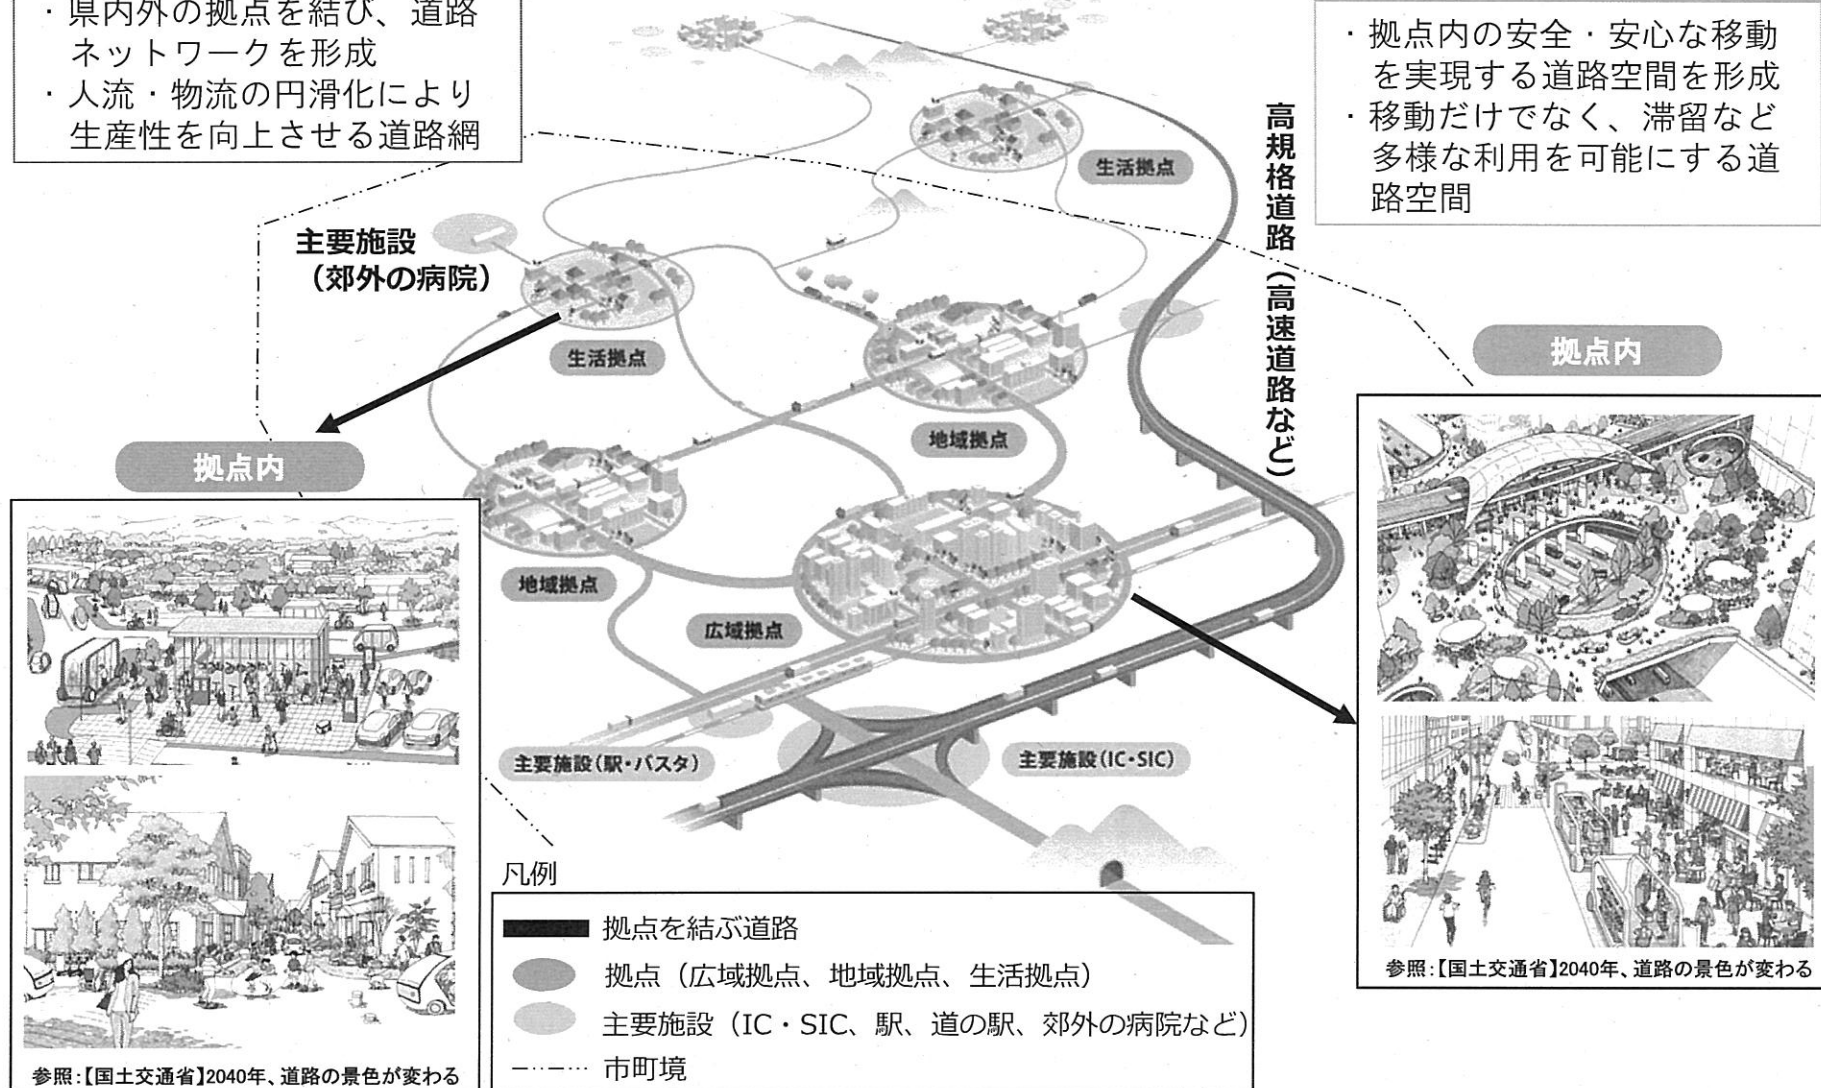 ・県内外の拠点を結び、道路
ネットワークを形成
・人流・物流の円滑化により
生産性を向上させる道路網
・拠点内の安全・安心な移動
を実現する道路空間を形成
・移動だけでなく、滞留など
多様な利用を可能にする道
路空間
高規格道路（高速道路など）
生活拠点
主要施設
（郊外の病院）
生活拠点
地域拠点
拠点内
拠点内
地域拠点
広域拠点
主要施設（駅・バスタ）
主要施設（IC・SIC）
参照：【国土交通省】2040年、道路の景色が変わる
参照：【国土交通省】2040年、道路の景色が変わる
凡例
拠点を結ぶ道路
拠点（広域拠点、地域拠点、生活拠点）
主要施設（IC・SIC、駅、道の駅、郊外の病院など）
市町境